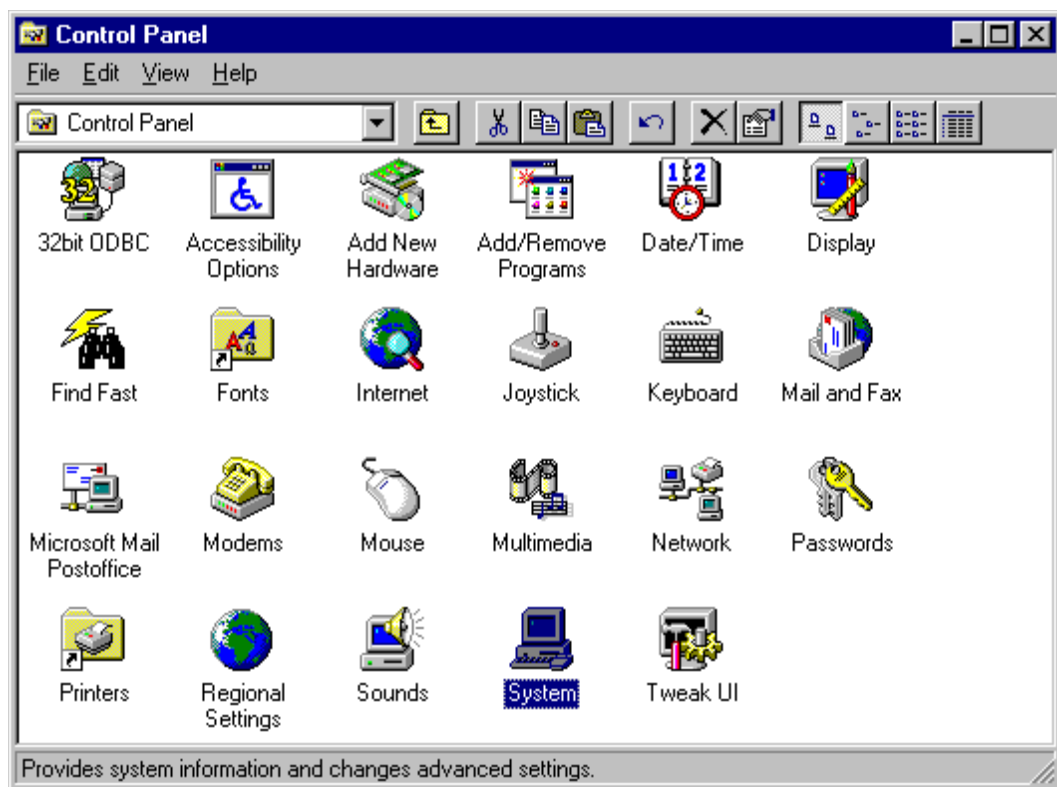 Control Panel
File Edit View Help
Control Panel
32bit ODBC
Accessibility
Options
Add New
Hardware
Add/Remove
Programs
Date/Time
Display
Find Fast
Fonts
Internet
Joystick
Keyboard
Mail and Fax
Microsoft Mail
Postoffice
Modems
Mouse
Multimedia
Network
Passwords
Printers
Regional
Settings
Sounds
System
Tweak UI
Provides system information and changes advanced settings.